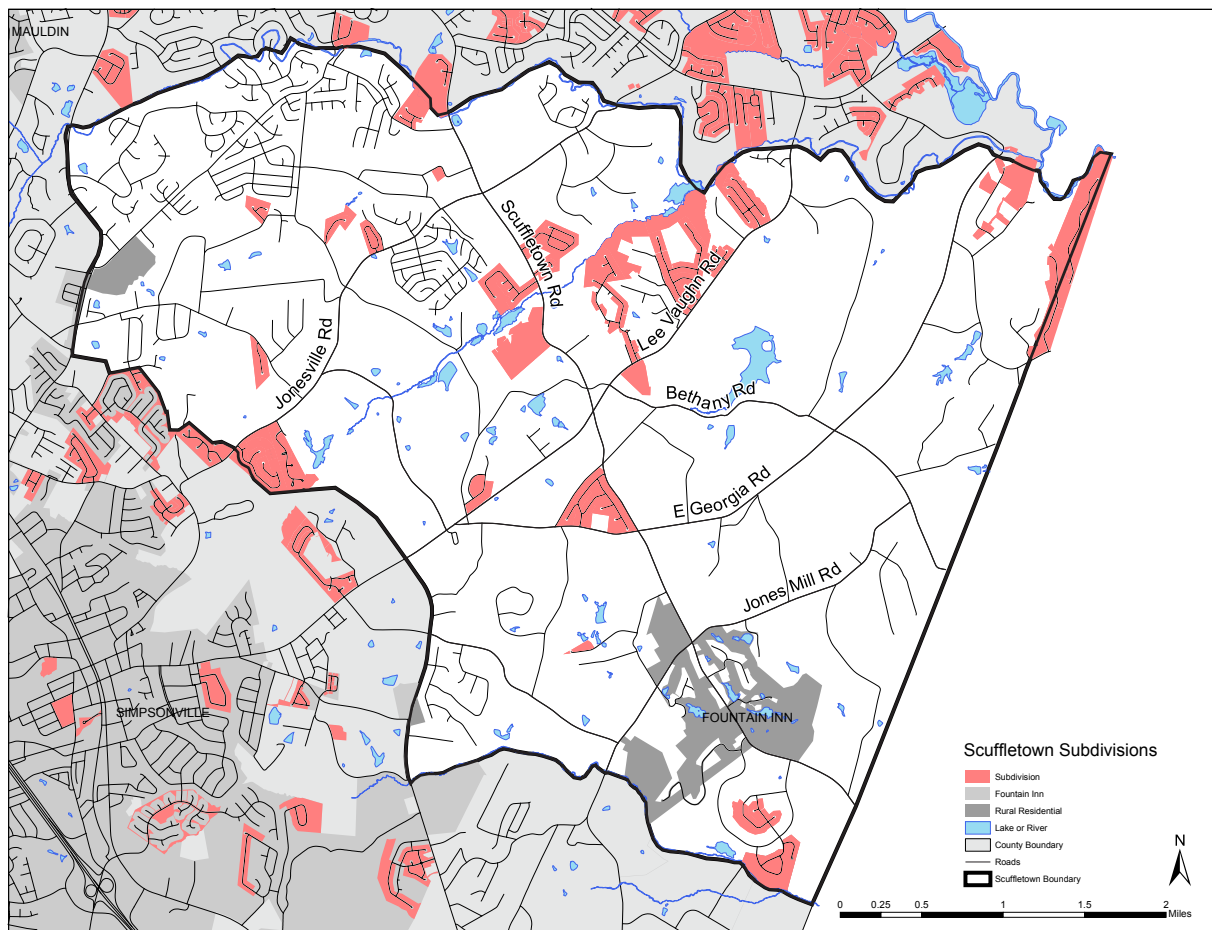 MAULDIN
Scuffletown Rd
Lee Vaughn Rd
Jonesville Rd
Bethany Rd
E Georgia Rd
Jones Mill Rd
SIMPSONVILLE
FOUNTAIN INN
Scuffletown Subdivisions
Subdivision
Fountain Inn
Rural Residential
Lake or River
County Boundary
Roads
Scuffletown Boundary
N
0 0.25 0.5 1 1.5 2
Miles